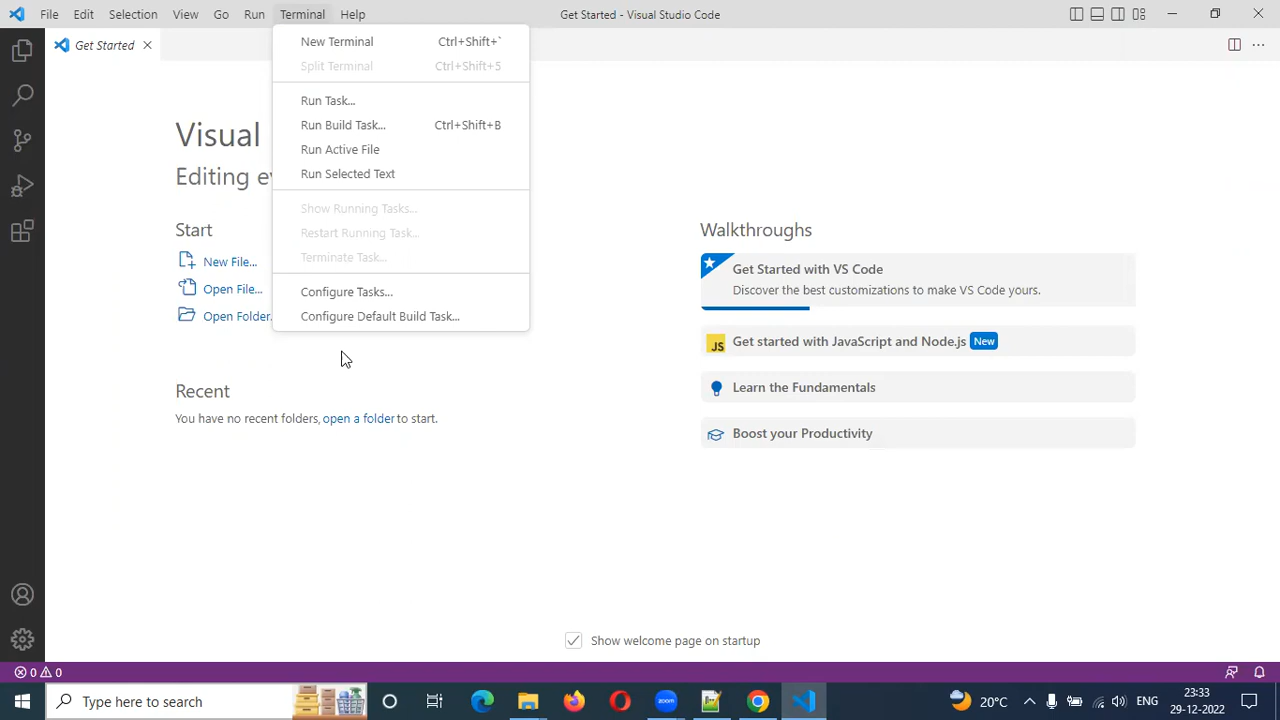 File Edit Selection View Go Run Terminal Help
Get Started - Visual Studio Code
Get Started
New Terminal Ctrl+Shift+`
Split Terminal Ctrl+Shift+5
Run Task...
Run Build Task... Ctrl+Shift+B
Run Active File
Run Selected Text
Show Running Tasks...
Restart Running Task...
Terminate Task...
Configure Tasks...
Configure Default Build Task...
Visual
Editing ev
Start
New File...
Open File...
Open Folder.
Recent
You have no recent folders, open a folder to start.
Walkthroughs
Get Started with VS Code
Discover the best customizations to make VS Code yours.
JS Get started with JavaScript and Node.js New
Learn the Fundamentals
Boost your Productivity
Show welcome page on startup
0 0
Type here to search
zoom
20°C
ENG
23:33
29-12-2022